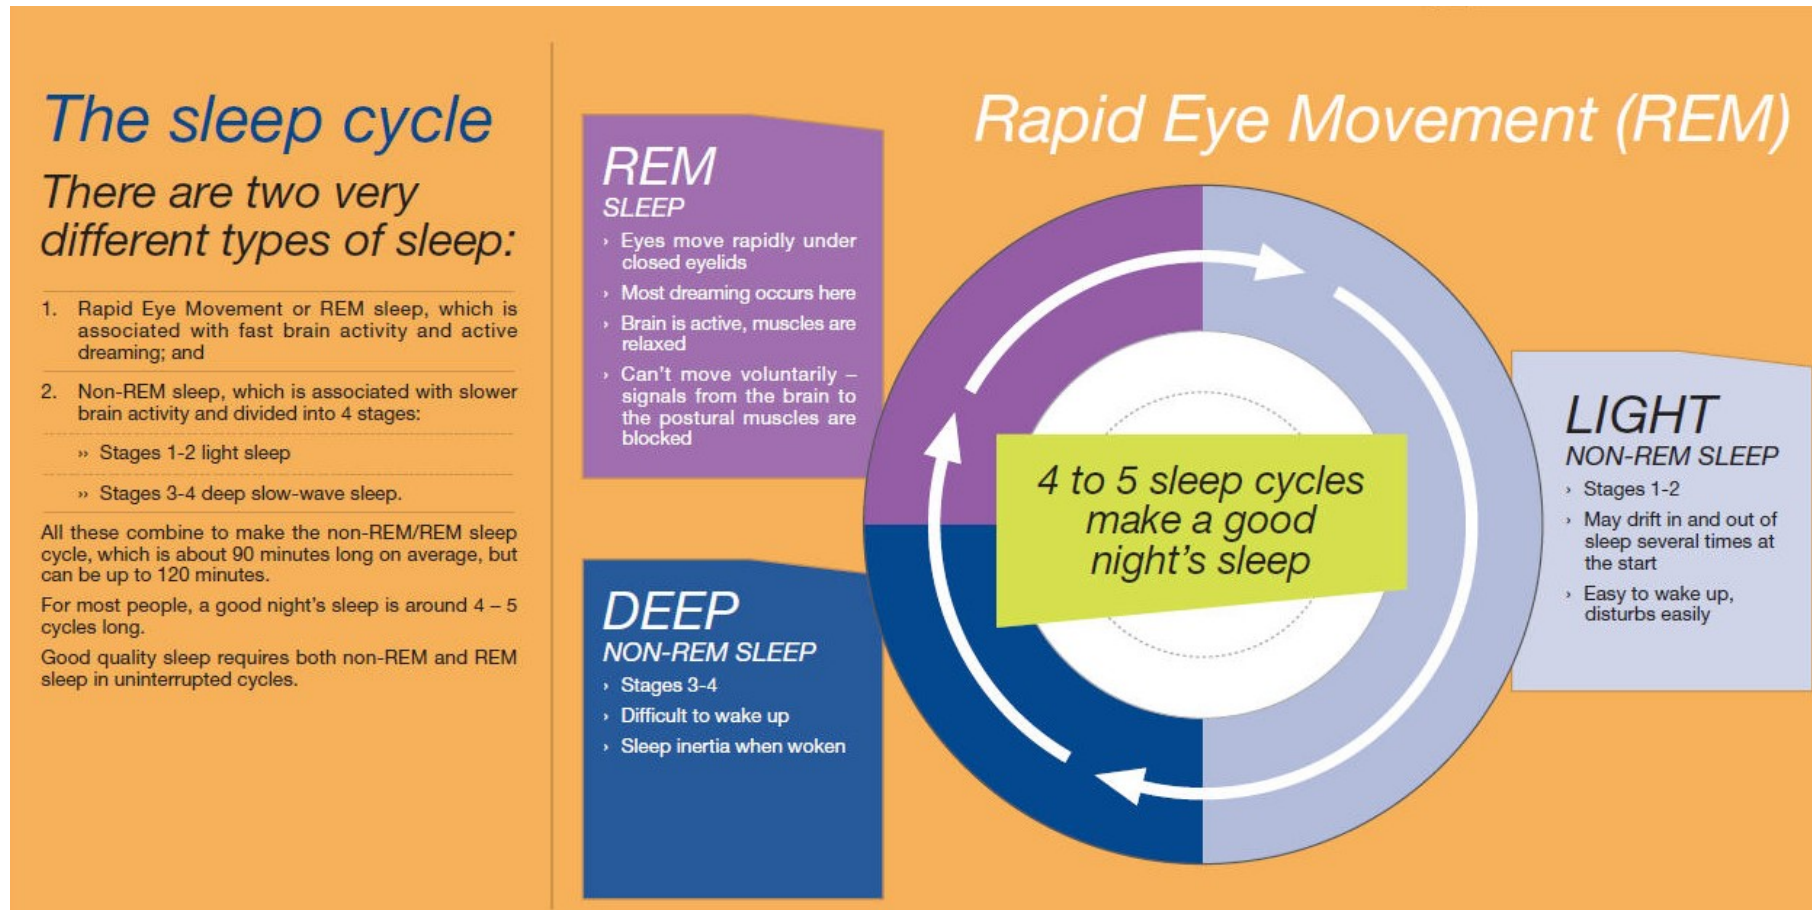 The sleep cycle
There are two very
different types of sleep:
1. Rapid Eye Movement or REM sleep, which is
associated with fast brain activity and active
dreaming; and
2. Non-REM sleep, which is associated with slower
brain activity and divided into 4 stages:
›› Stages 1-2 light sleep
›› Stages 3-4 deep slow-wave sleep.
All these combine to make the non-REM/REM sleep
cycle, which is about 90 minutes long on average, but
can be up to 120 minutes.
For most people, a good night's sleep is around 4 – 5
cycles long.
Good quality sleep requires both non-REM and REM
sleep in uninterrupted cycles.
Rapid Eye Movement (REM)
REM
SLEEP
› Eyes move rapidly under
closed eyelids
› Most dreaming occurs here
› Brain is active, muscles are
relaxed
› Can't move voluntarily –
signals from the brain to
the postural muscles are
blocked
DEEP
NON-REM SLEEP
› Stages 3-4
› Difficult to wake up
› Sleep inertia when woken
4 to 5 sleep cycles
make a good
night's sleep
LIGHT
NON-REM SLEEP
› Stages 1-2
› May drift in and out of
sleep several times at
the start
› Easy to wake up,
disturbs easily